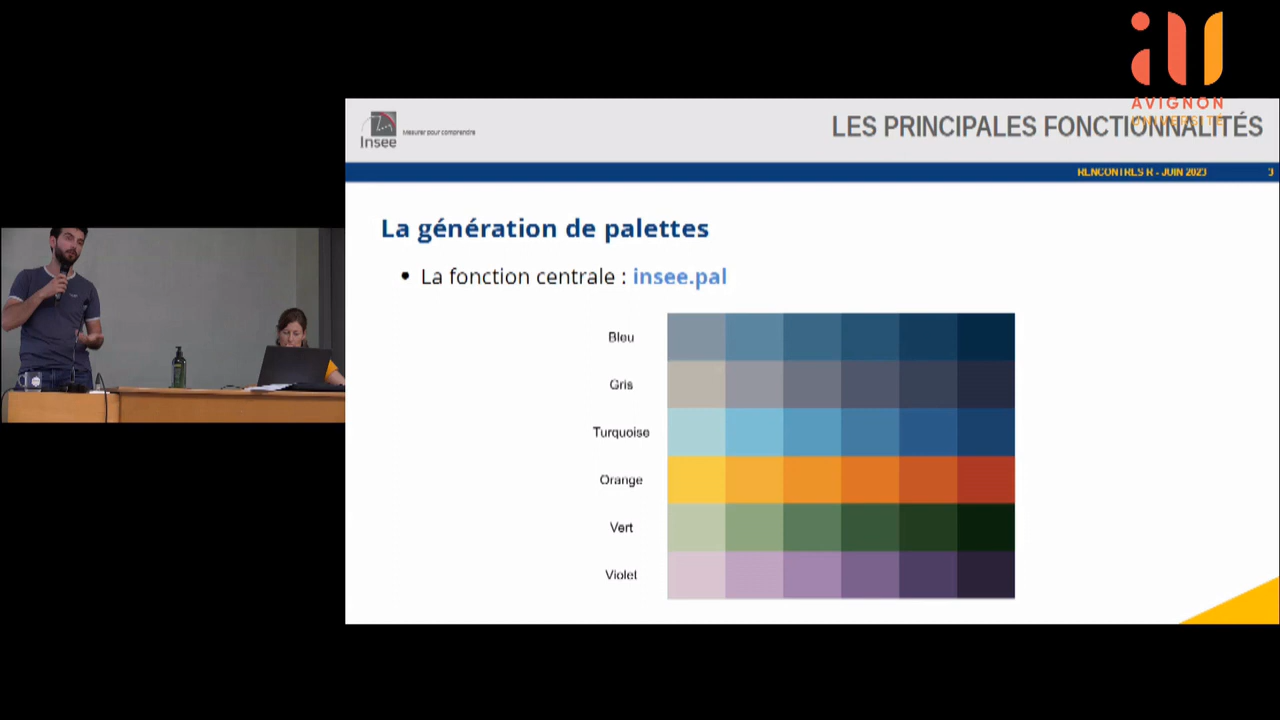 AVIGNON
UNIVERSITÉ
Insee
Mesurer pour comprendre
LES PRINCIPALES FONCTIONNALITÉS
RENCONTRES R - JUIN 2023
3
La génération de palettes
• La fonction centrale : insee.pal
Bleu
Gris
Turquoise
Orange
Vert
Violet